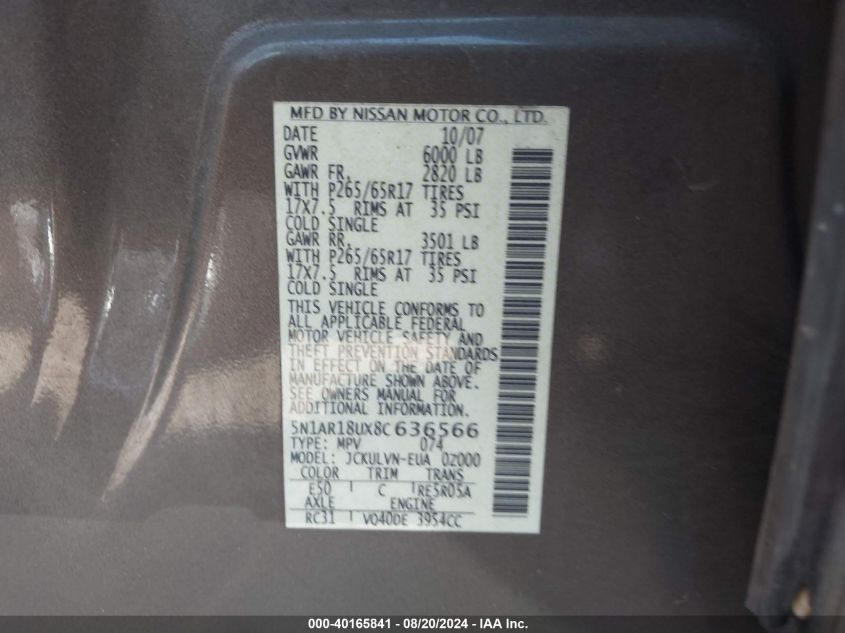 MFD BY NISSAN MOTOR CO., LTD.
DATE 10/07
GVWR 6000 LB
GAWR FR. 2820 LB
WITH P265/65R17 TIRES
17X7.5 RIMS AT 35 PSI
COLD SINGLE
GAWR RR. 3501 LB
WITH P265/65R17 TIRES
17X7.5 RIMS AT 35 PSI
COLD SINGLE
THIS VEHICLE CONFORMS TO
ALL APPLICABLE FEDERAL
MOTOR VEHICLE SAFETY AND
THEFT PREVENTION STANDARDS
IN EFFECT ON THE DATE OF
MANUFACTURE SHOWN ABOVE.
SEE OWNERS MANUAL FOR
ADDITIONAL INFORMATION.
5N1AR18UX8C 636566
TYPE: MPV 074
MODEL: JCKULVN-EUA 0Z000
COLOR TRIM TRANS
E50 C RE5R05A
AXLE ENGINE
RC31 VQ40DE 3954CC
000-40165841 / 08/20/2024 - IAA Inc.